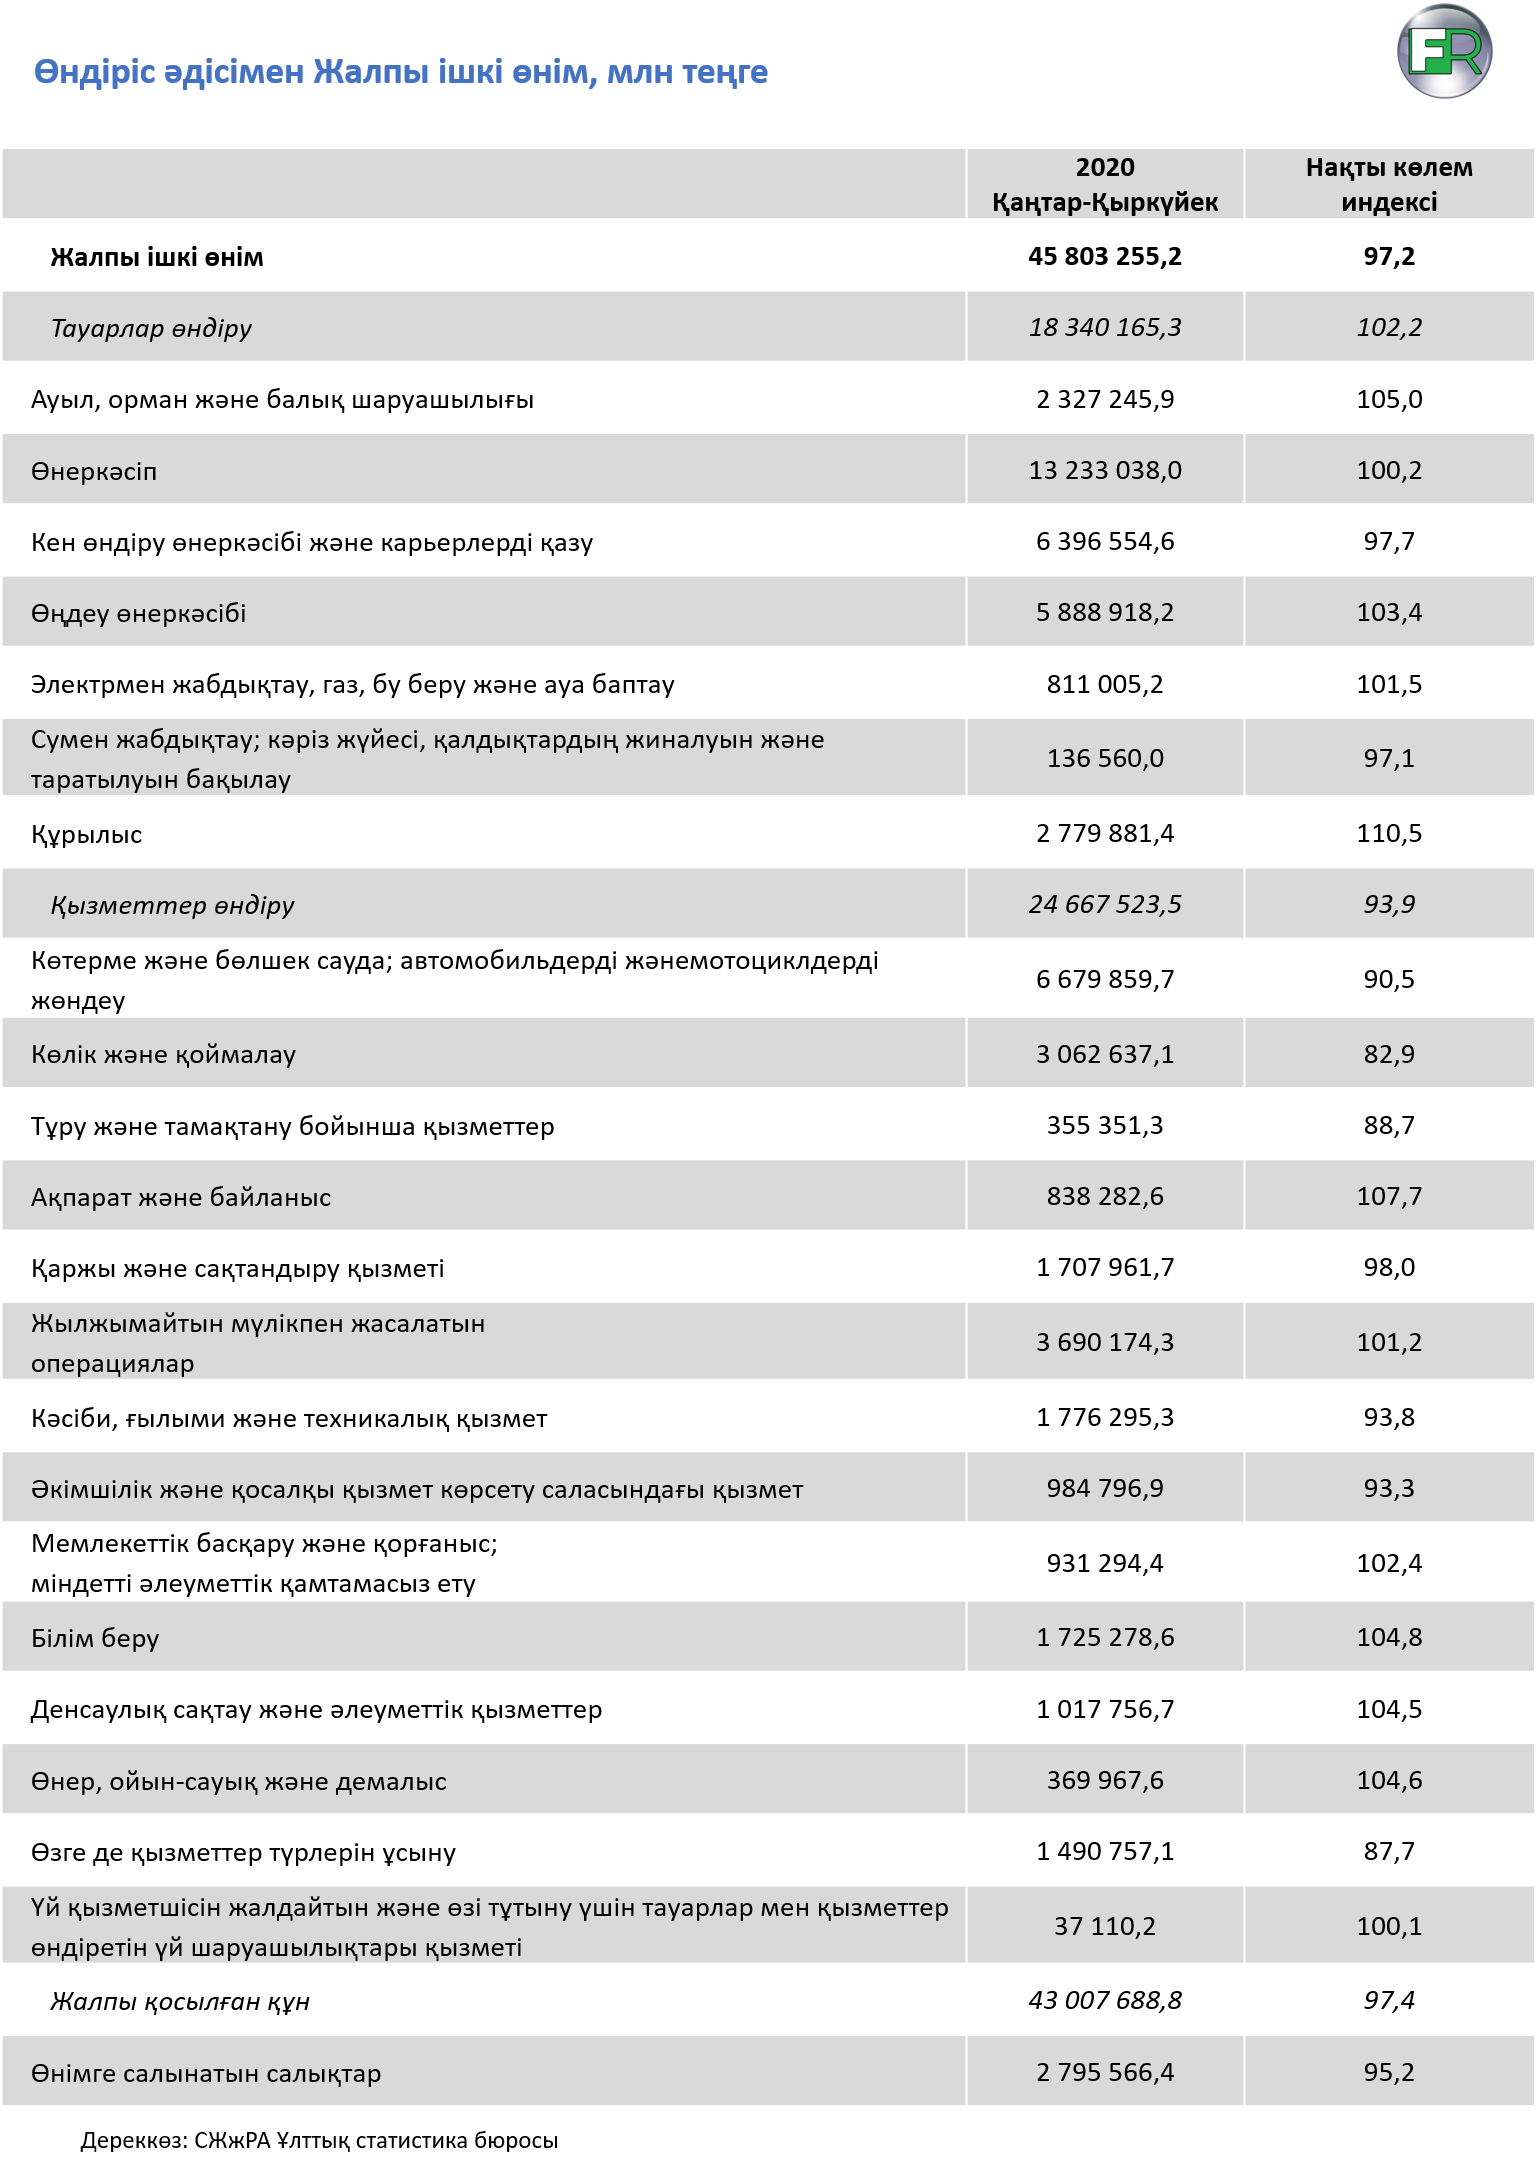 Өндіріс әдісімен Жалпы ішкі өнім, млн теңге
FR
2020 Нақты көлем
Қаңтар-Қыркүйек индексі
Жалпы ішкі өнім 45 803 255,2 97,2
Тауарлар өндіру 18 340 165,3 102,2
Ауыл, орман және балық шаруашылығы 2 327 245,9 105,0
Өнеркәсіп 13 233 038,0 100,2
Кен өндіру өнеркәсібі және карьерлерді қазу 6 396 554,6 97,7
Өңдеу өнеркәсібі 5 888 918,2 103,4
Электрмен жабдықтау, газ, бу беру және ауа баптау 811 005,2 101,5
Сумен жабдықтау; кәріз жүйесі, қалдықтардың жиналуын және
таратылуын бақылау 136 560,0 97,1
Құрылыс 2 779 881,4 110,5
Қызметтер өндіру 24 667 523,5 93,9
Көтерме және бөлшек сауда; автомобильдерді жәнемотоциклдерді
жөндеу 6 679 859,7 90,5
Көлік және қоймалау 3 062 637,1 82,9
Тұру және тамақтану бойынша қызметтер 355 351,3 88,7
Ақпарат және байланыс 838 282,6 107,7
Қаржы және сақтандыру қызметі 1 707 961,7 98,0
Жылжымайтын мүлікпен жасалатын
операциялар 3 690 174,3 101,2
Кәсіби, ғылыми және техникалық қызмет 1 776 295,3 93,8
Әкімшілік және қосалқы қызмет көрсету саласындағы қызмет 984 796,9 93,3
Мемлекеттік басқару және қорғаныс;
міндетті әлеуметтік қамтамасыз ету 931 294,4 102,4
Білім беру 1 725 278,6 104,8
Денсаулық сақтау және әлеуметтік қызметтер 1 017 756,7 104,5
Өнер, ойын-сауық және демалыс 369 967,6 104,6
Өзге де қызметтер түрлерін ұсыну 1 490 757,1 87,7
Үй қызметшісін жалдайтын және өзі тұтыну үшін тауарлар мен қызметтер
өндіретін үй шаруашылықтары қызметі 37 110,2 100,1
Жалпы қосылған құн 43 007 688,8 97,4
Өнімге салынатын салықтар 2 795 566,4 95,2
Дереккөз: СЖжРА Ұлттық статистика бюросы